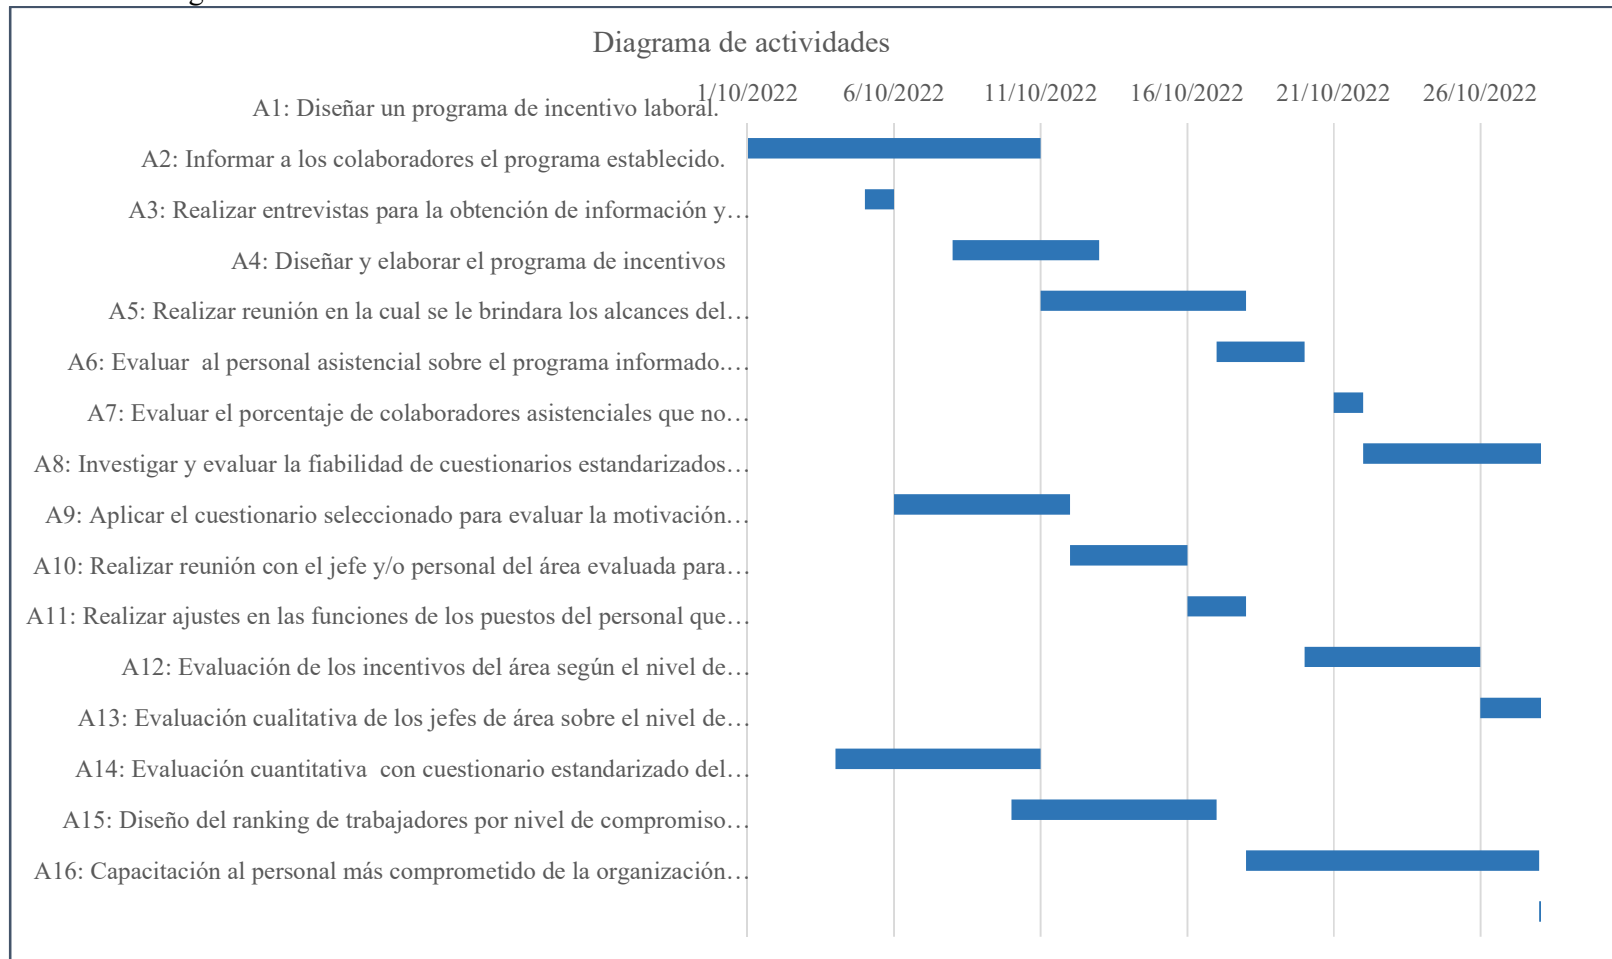 Diagrama de actividades
1/10/2022 6/10/2022 11/10/2022 16/10/2022 21/10/2022 26/10/2022
A1: Diseñar un programa de incentivo laboral.
A2: Informar a los colaboradores el programa establecido.
A3: Realizar entrevistas para la obtención de información y…
A4: Diseñar y elaborar el programa de incentivos
A5: Realizar reunión en la cual se le brindara los alcances del…
A6: Evaluar  al personal asistencial sobre el programa informado.…
A7: Evaluar el porcentaje de colaboradores asistenciales que no…
A8: Investigar y evaluar la fiabilidad de cuestionarios estandarizados…
A9: Aplicar el cuestionario seleccionado para evaluar la motivación…
A10: Realizar reunión con el jefe y/o personal del área evaluada para…
A11: Realizar ajustes en las funciones de los puestos del personal que…
A12: Evaluación de los incentivos del área según el nivel de…
A13: Evaluación cualitativa de los jefes de área sobre el nivel de…
A14: Evaluación cuantitativa  con cuestionario estandarizado del…
A15: Diseño del ranking de trabajadores por nivel de compromiso…
A16: Capacitación al personal más comprometido de la organización…